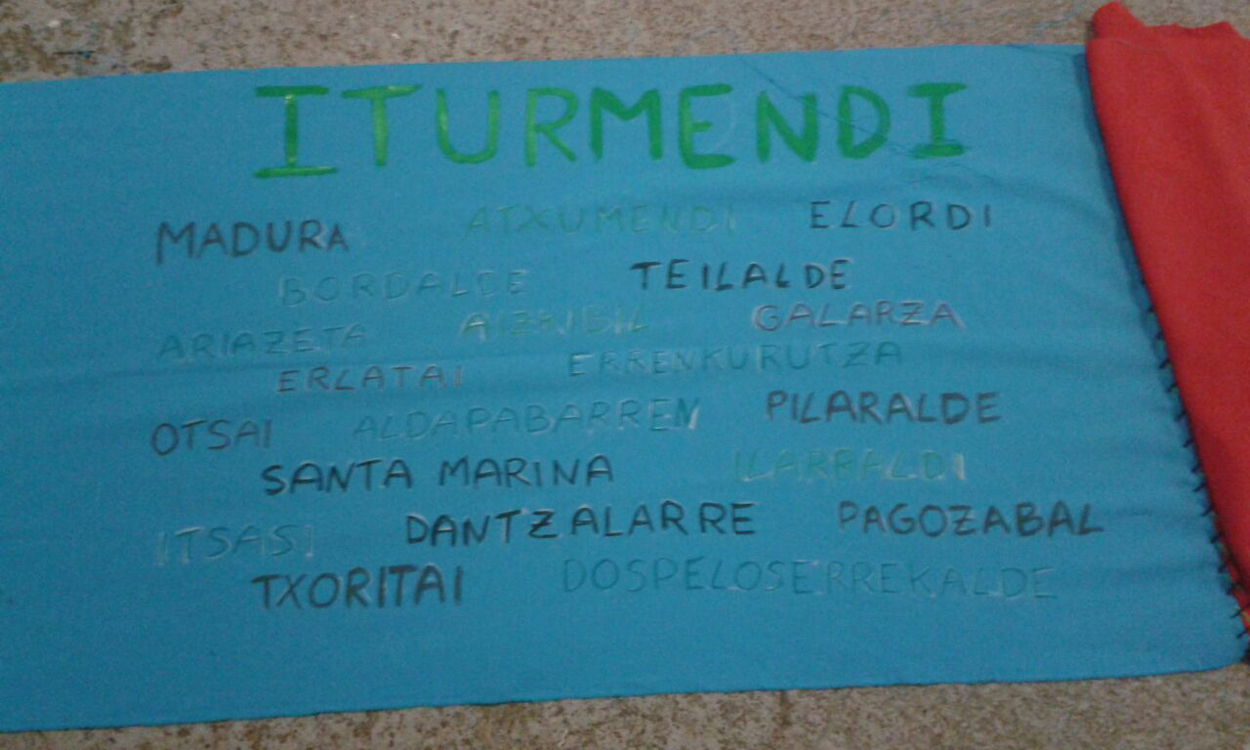 ITURMENDI
MADURA ATXUMENDI ELORDI
BORDALDE TEILALDE
ARIAZETA AIZKIBIL GALARZA
ERLATAI ERRENKURUTZA
OTSAI ALDAPABARREN PILARALDE
SANTA MARINA ILARRALDI
ITSASI DANTZALARRE PAGOZABAL
TXORITAI DOSPELOSERREKALDE